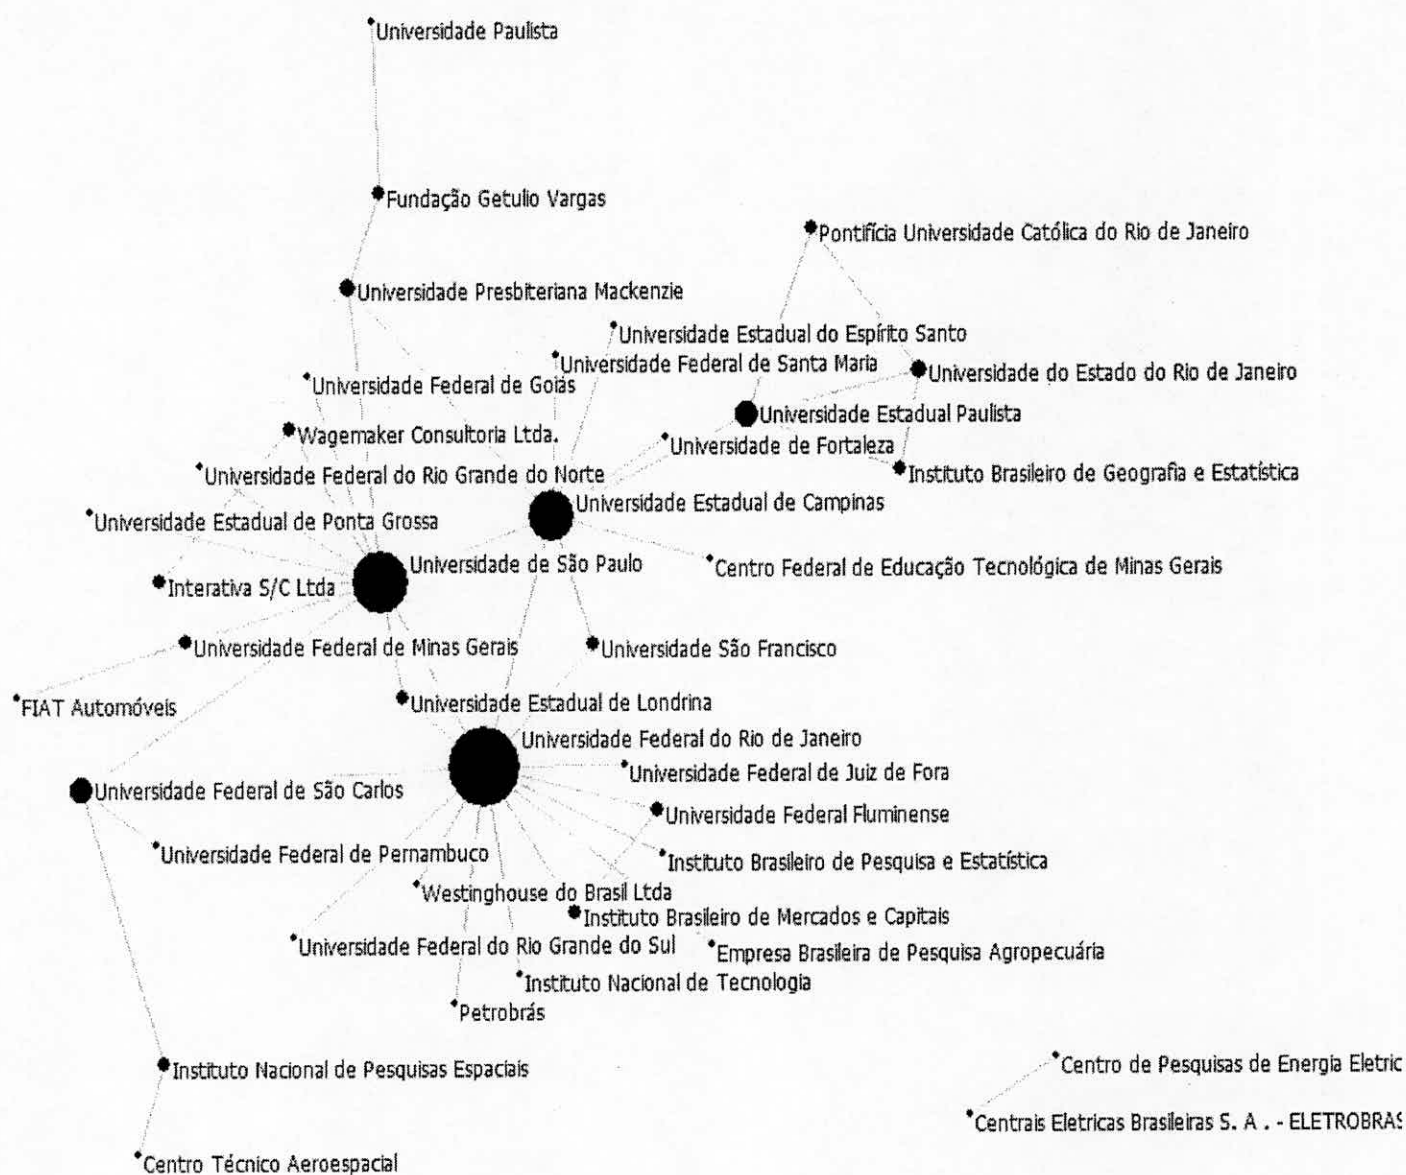 Universidade Paulista
Fundação Getulio Vargas
Pontifícia Universidade Católica do Rio de Janeiro
Universidade Presbiteriana Mackenzie
Universidade Estadual do Espírito Santo
Universidade Federal de Santa Maria
Universidade do Estado do Rio de Janeiro
Universidade Federal de Goiás
Universidade Estadual Paulista
Wagemaker Consultoria Ltda.
Universidade de Fortaleza
Universidade Federal do Rio Grande do Norte
Instituto Brasileiro de Geografia e Estatística
Universidade Estadual de Campinas
Universidade Estadual de Ponta Grossa
Universidade de São Paulo
Centro Federal de Educação Tecnológica de Minas Gerais
Interativa S/C Ltda
Universidade Federal de Minas Gerais
Universidade São Francisco
FIAT Automóveis
Universidade Estadual de Londrina
Universidade Federal do Rio de Janeiro
Universidade Federal de Juiz de Fora
Universidade Federal de São Carlos
Universidade Federal Fluminense
Universidade Federal de Pernambuco
Instituto Brasileiro de Pesquisa e Estatística
Westinghouse do Brasil Ltda
Instituto Brasileiro de Mercados e Capitais
Universidade Federal do Rio Grande do Sul
Empresa Brasileira de Pesquisa Agropecuária
Instituto Nacional de Tecnologia
Petrobrás
Instituto Nacional de Pesquisas Espaciais
Centro de Pesquisas de Energia Eletric
Centrais Eletricas Brasileiras S. A . - ELETROBRAS
Centro Técnico Aeroespacial